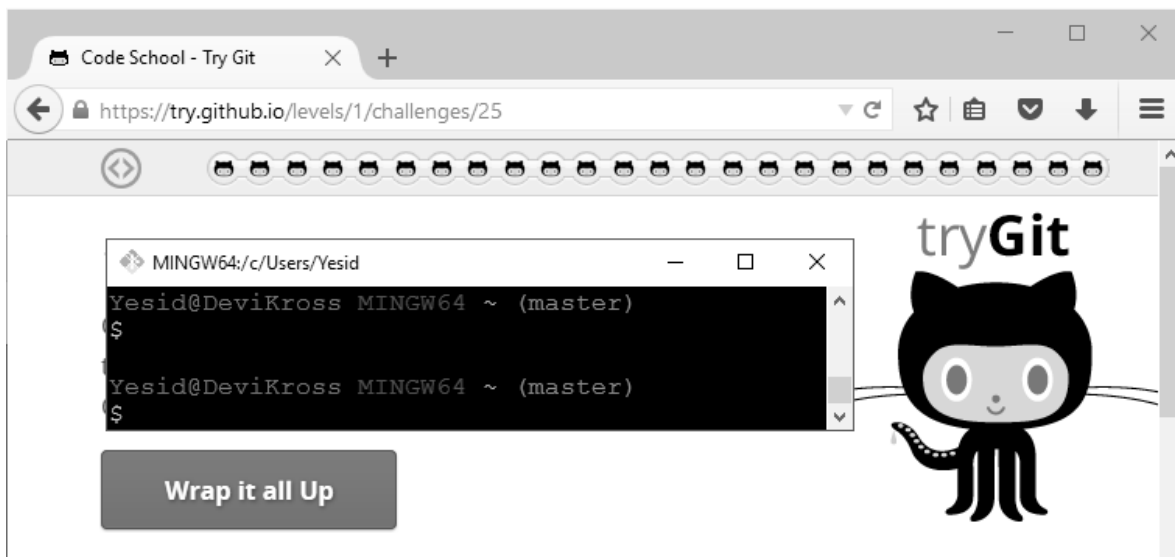 Code School - Try Git
https://try.github.io/levels/1/challenges/25
tryGit
MINGW64:/c/Users/Yesid
Yesid@DeviKross MINGW64 ~ (master)
$
Yesid@DeviKross MINGW64 ~ (master)
$
Wrap it all Up